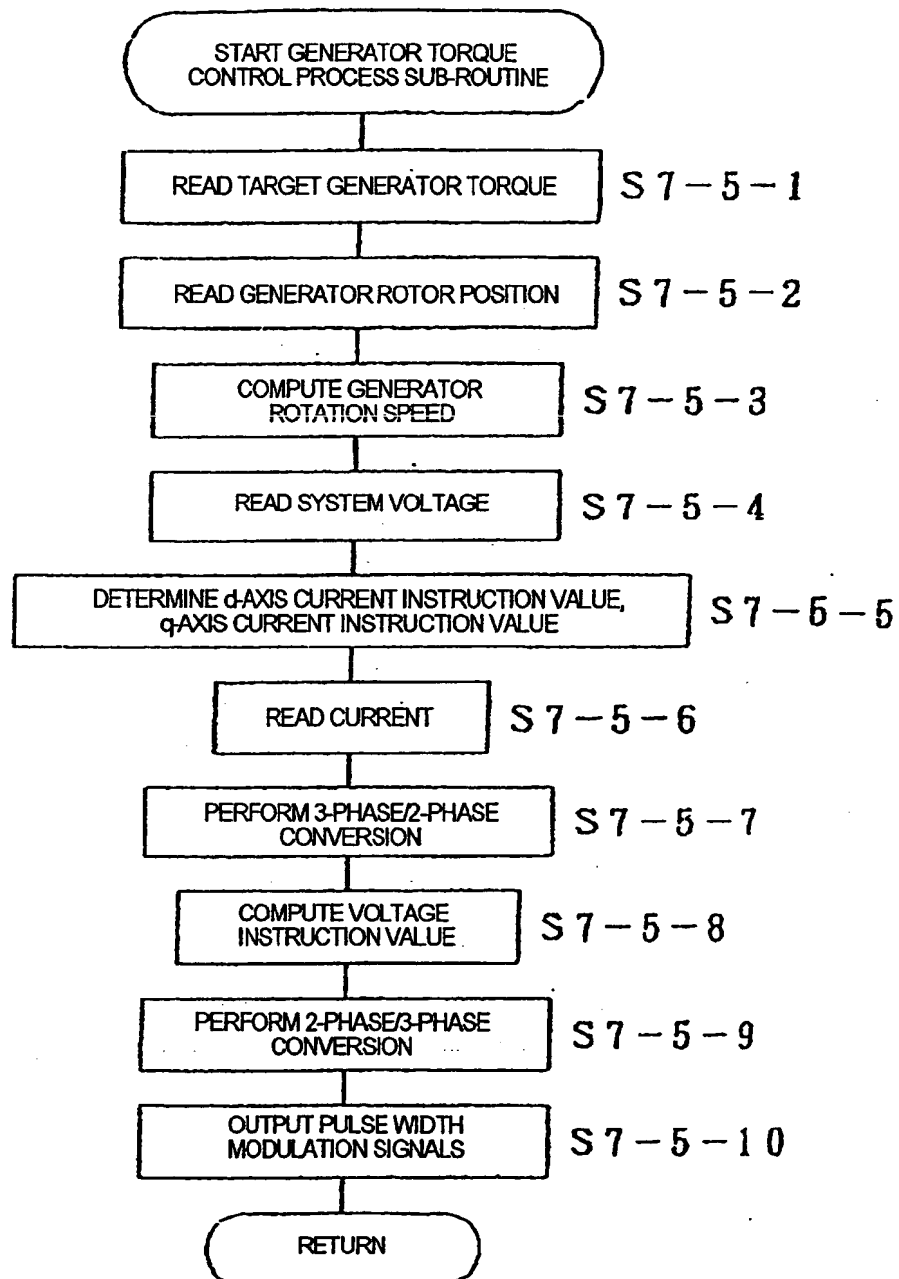 START GENERATOR TORQUE
CONTROL PROCESS SUB-ROUTINE
READ TARGET GENERATOR TORQUE
S7-5-1
READ GENERATOR ROTOR POSITION
S7-5-2
COMPUTE GENERATOR
ROTATION SPEED
S7-5-3
READ SYSTEM VOLTAGE
S7-5-4
DETERMINE d-AXIS CURRENT INSTRUCTION VALUE,
q-AXIS CURRENT INSTRUCTION VALUE
S7-5-5
READ CURRENT
S7-5-6
PERFORM 3-PHASE/2-PHASE
CONVERSION
S7-5-7
COMPUTE VOLTAGE
INSTRUCTION VALUE
S7-5-8
PERFORM 2-PHASE/3-PHASE
CONVERSION
S7-5-9
OUTPUT PULSE WIDTH
MODULATION SIGNALS
S7-5-10
RETURN